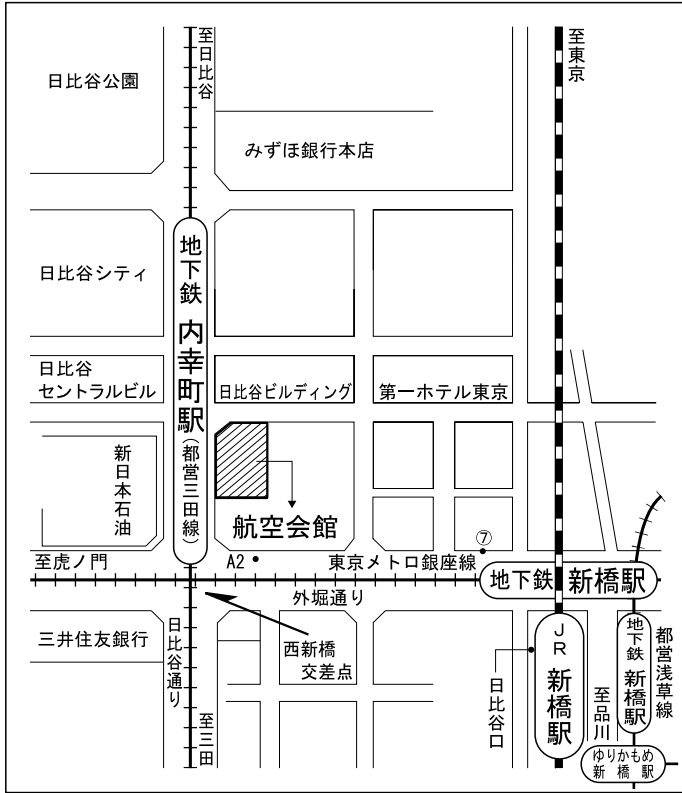 至日比谷
至東京
日比谷公園
みずほ銀行本店
日比谷シティ
地下鉄 内幸町駅(都営三田線)
日比谷
セントラルビル
日比谷ビルディング
第一ホテル東京
新日本石油
航空会館
⑦
至虎ノ門
A2
東京メトロ銀座線
地下鉄 新橋駅
外堀通り
三井住友銀行
日比谷通り
西新橋
交差点
至三田
日比谷口
JR 新橋駅
至品川
地下鉄 新橋駅
都営浅草線
ゆりかもめ
新橋駅